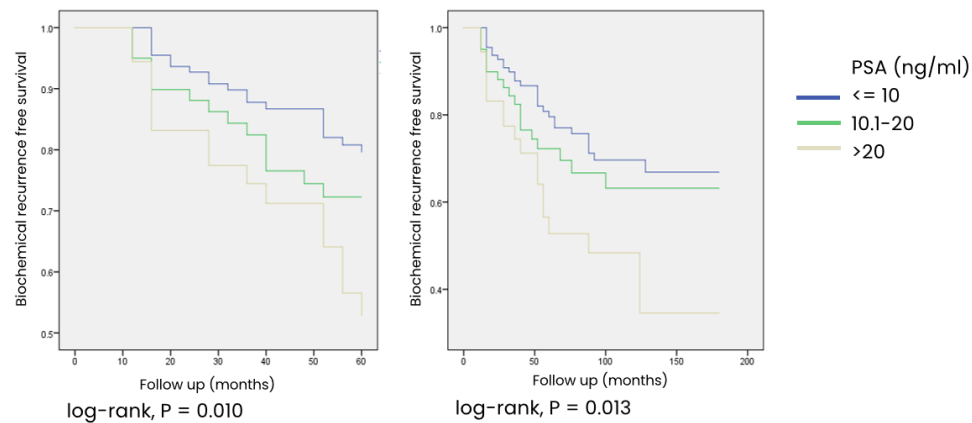 Biochemical recurrence free survival
1.0
0.9
0.8
0.7
0.6
0.5
0 10 20 30 40 50 60
Follow up (months)
log-rank, P = 0.010
Biochemical recurrence free survival
1.0
0.8
0.6
0.4
0 50 100 150 200
Follow up (months)
log-rank, P = 0.013
PSA (ng/ml)
<= 10
10.1-20
>20